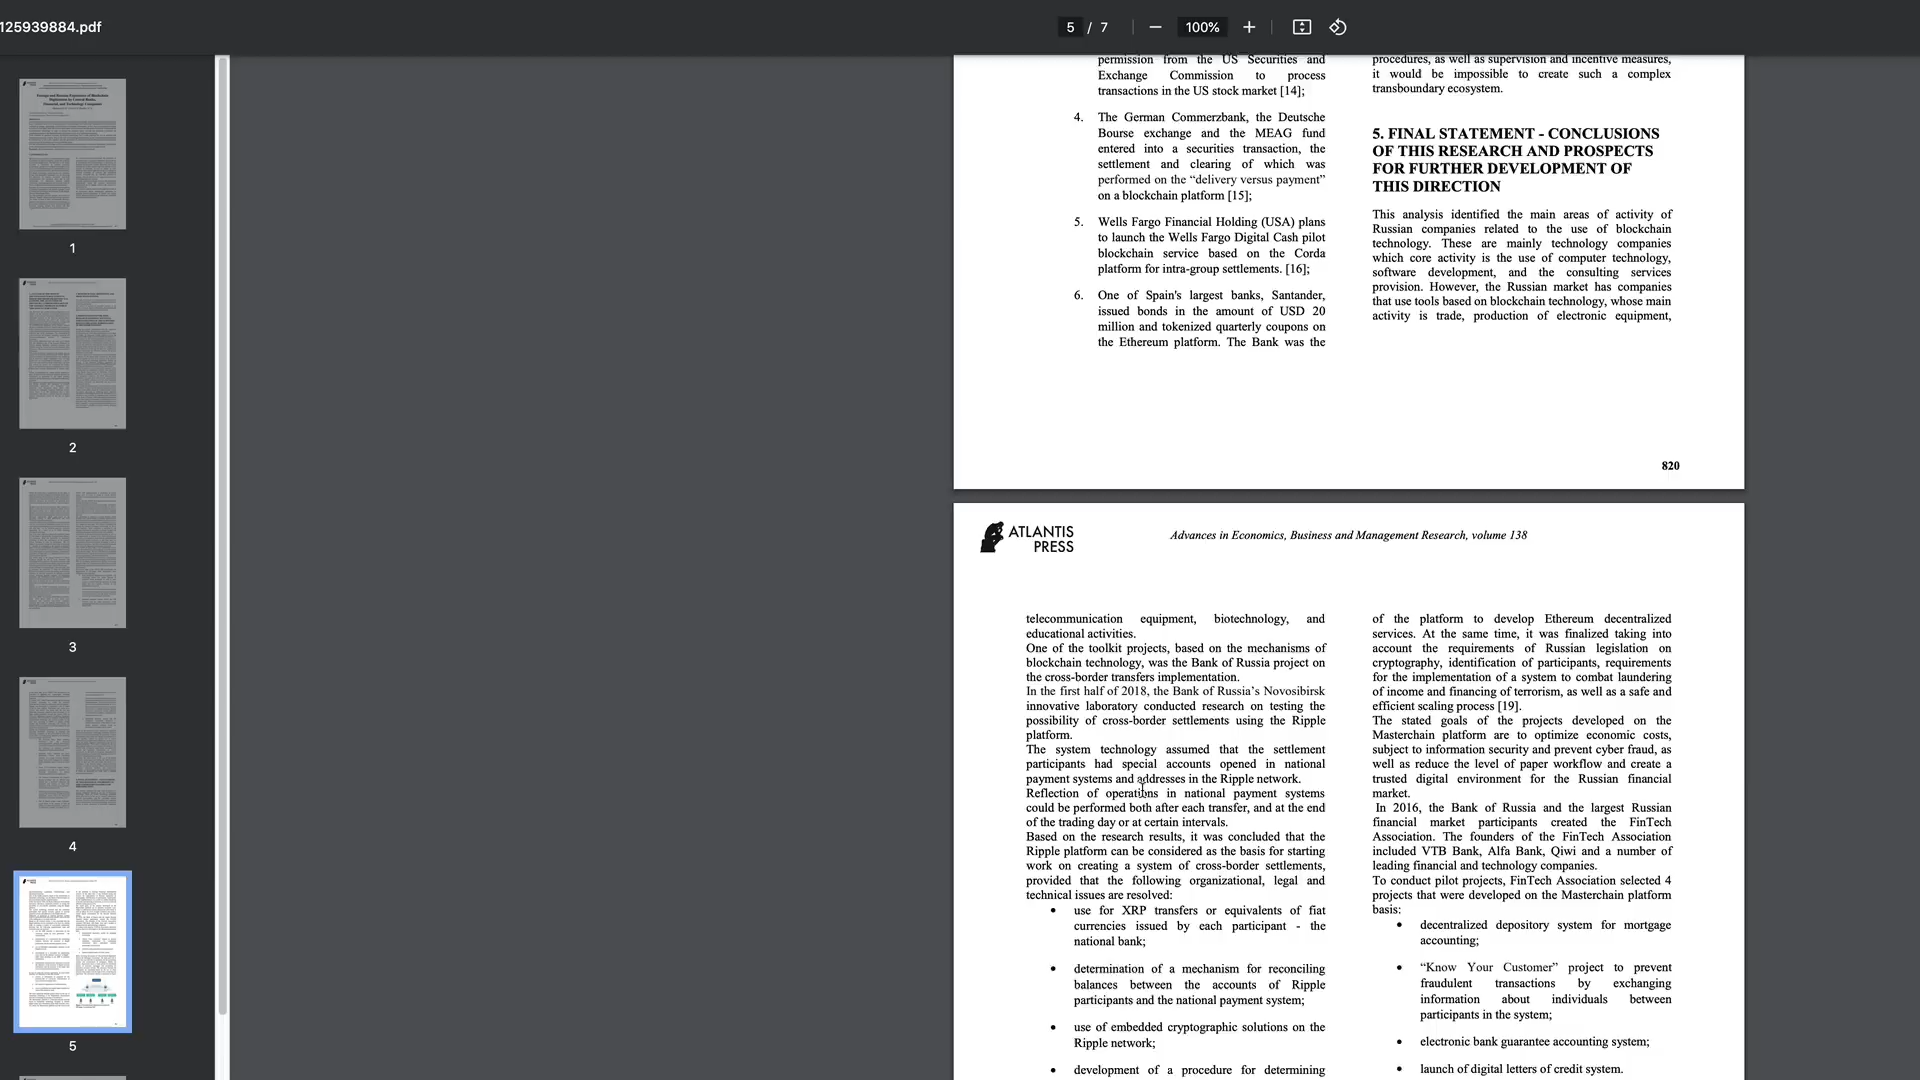 125939884.pdf
5 / 7
100%
1
2
3
4
5
permission from the US Securities and
Exchange Commission to process
transactions in the US stock market [14];
4. The German Commerzbank, the Deutsche
Bourse exchange and the MEAG fund
entered into a securities transaction, the
settlement and clearing of which was
performed on the “delivery versus payment”
on a blockchain platform [15];
5. Wells Fargo Financial Holding (USA) plans
to launch the Wells Fargo Digital Cash pilot
blockchain service based on the Corda
platform for intra-group settlements. [16];
6. One of Spain's largest banks, Santander,
issued bonds in the amount of USD 20
million and tokenized quarterly coupons on
the Ethereum platform. The Bank was the
procedures, as well as supervision and incentive measures,
it would be impossible to create such a complex
transboundary ecosystem.
5. FINAL STATEMENT - CONCLUSIONS
OF THIS RESEARCH AND PROSPECTS
FOR FURTHER DEVELOPMENT OF
THIS DIRECTION
This analysis identified the main areas of activity of
Russian companies related to the use of blockchain
technology. These are mainly technology companies
which core activity is the use of computer technology,
software development, and the consulting services
provision. However, the Russian market has companies
that use tools based on blockchain technology, whose main
activity is trade, production of electronic equipment,
820
ATLANTIS
PRESS
Advances in Economics, Business and Management Research, volume 138
telecommunication equipment, biotechnology, and
educational activities.
One of the toolkit projects, based on the mechanisms of
blockchain technology, was the Bank of Russia project on
the cross-border transfers implementation.
In the first half of 2018, the Bank of Russia’s Novosibirsk
innovative laboratory conducted research on testing the
possibility of cross-border settlements using the Ripple
platform.
The system technology assumed that the settlement
participants had special accounts opened in national
payment systems and addresses in the Ripple network.
Reflection of operations in national payment systems
could be performed both after each transfer, and at the end
of the trading day or at certain intervals.
Based on the research results, it was concluded that the
Ripple platform can be considered as the basis for starting
work on creating a system of cross-border settlements,
provided that the following organizational, legal and
technical issues are resolved:
• use for XRP transfers or equivalents of fiat
currencies issued by each participant - the
national bank;
• determination of a mechanism for reconciling
balances between the accounts of Ripple
participants and the national payment system;
• use of embedded cryptographic solutions on the
Ripple network;
• development of a procedure for determining
of the platform to develop Ethereum decentralized
services. At the same time, it was finalized taking into
account the requirements of Russian legislation on
cryptography, identification of participants, requirements
for the implementation of a system to combat laundering
of income and financing of terrorism, as well as a safe and
efficient scaling process [19].
The stated goals of the projects developed on the
Masterchain platform are to optimize economic costs,
subject to information security and prevent cyber fraud, as
well as reduce the level of paper workflow and create a
trusted digital environment for the Russian financial
market.
In 2016, the Bank of Russia and the largest Russian
financial market participants created the FinTech
Association. The founders of the FinTech Association
included VTB Bank, Alfa Bank, Qiwi and a number of
leading financial and technology companies.
To conduct pilot projects, FinTech Association selected 4
projects that were developed on the Masterchain platform
basis:
• decentralized depository system for mortgage
accounting;
• “Know Your Customer” project to prevent
fraudulent transactions by exchanging
information about individuals between
participants in the system;
• electronic bank guarantee accounting system;
• launch of digital letters of credit system.